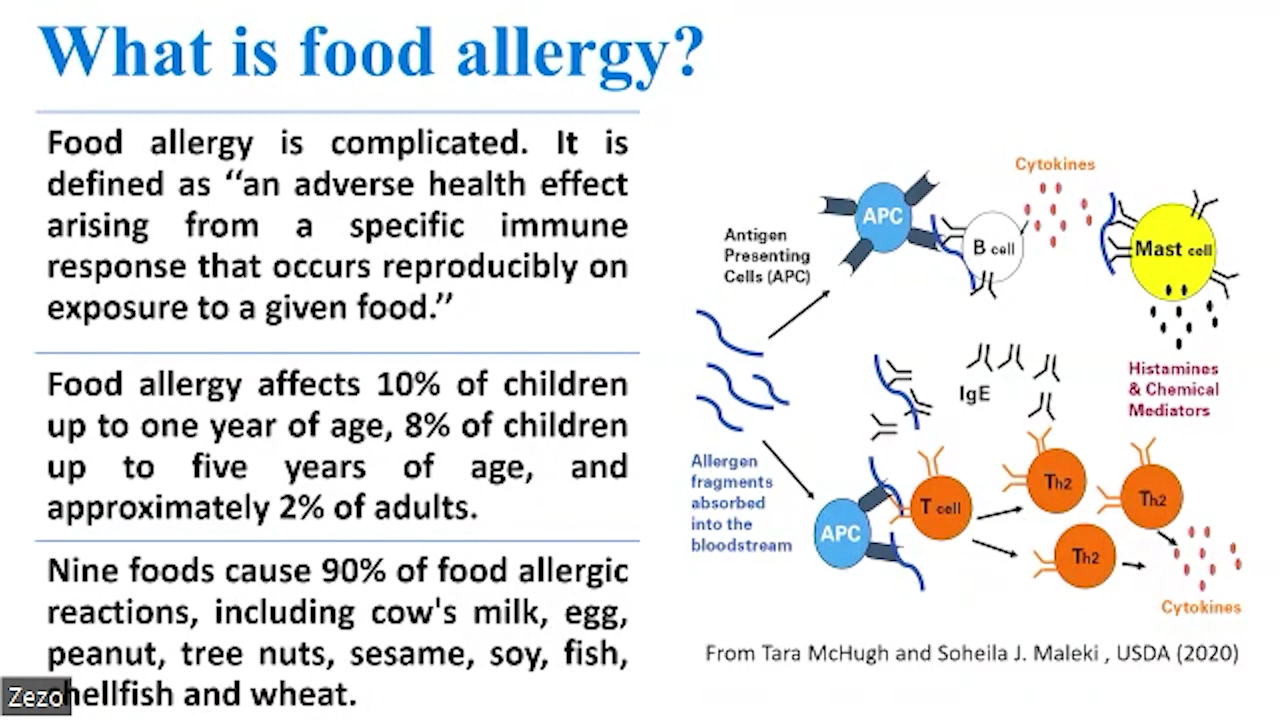 What is food allergy?
Food allergy is complicated. It is
defined as “an adverse health effect
arising from a specific immune
response that occurs reproducibly on
exposure to a given food.”
Food allergy affects 10% of children
up to one year of age, 8% of children
up to five years of age, and
approximately 2% of adults.
Nine foods cause 90% of food allergic
reactions, including cow's milk, egg,
peanut, tree nuts, sesame, soy, fish,
hellfish and wheat.
Zezo
Cytokines
APC
Antigen
Presenting
Cells (APC)
B cell
Mast cell
Histamines
& Chemical
Mediators
IgE
Allergen
fragments
absorbed
into the
bloodstream
APC
T cell
Th2
Th2
Th2
Cytokines
From Tara McHugh and Soheila J. Maleki , USDA (2020)